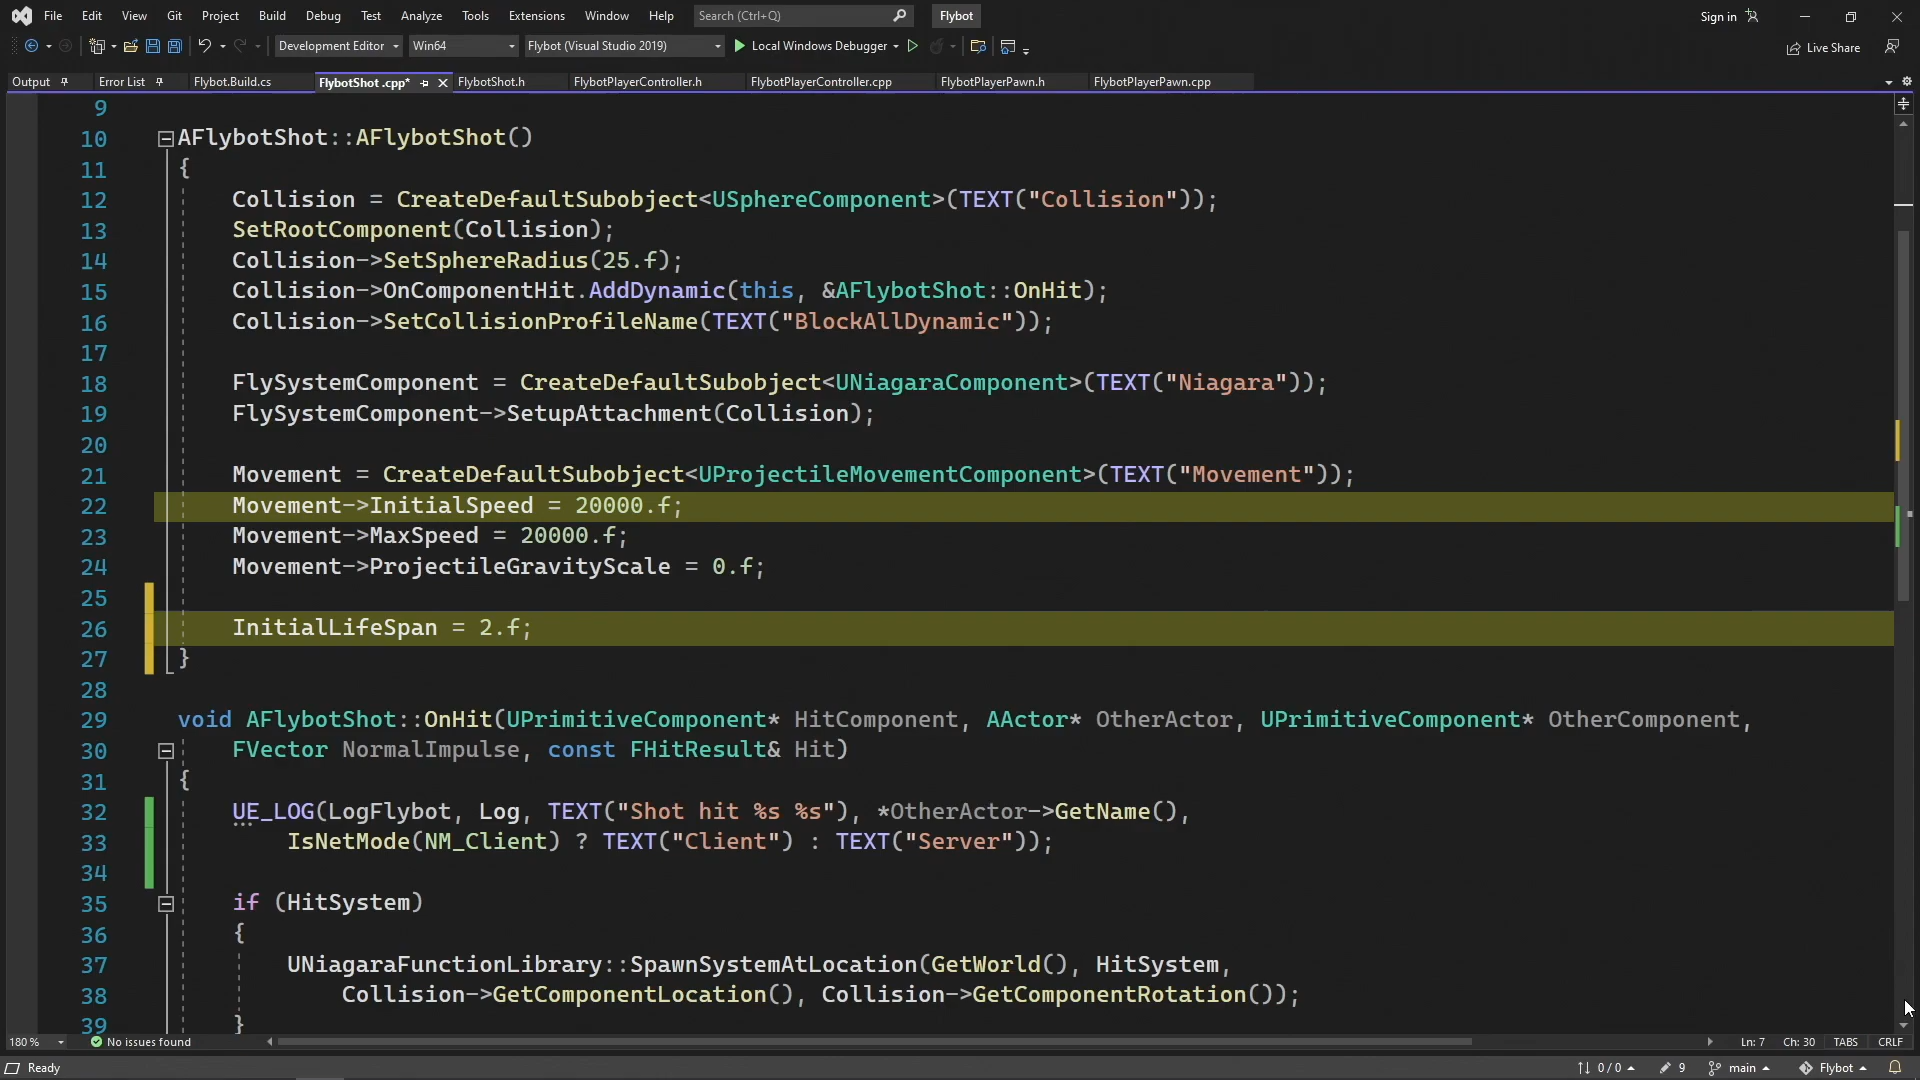 File Edit View Git Project Build Debug Test Analyze Tools Extensions Window Help Search (Ctrl+Q) Flybot Sign in
Development Editor Win64 Flybot (Visual Studio 2019) Local Windows Debugger Live Share
Output Error List Flybot.Build.cs FlybotShot.cpp* FlybotShot.h FlybotPlayerController.h FlybotPlayerController.cpp FlybotPlayerPawn.h FlybotPlayerPawn.cpp
9
10 AFlybotShot::AFlybotShot()
11 {
12 Collision = CreateDefaultSubobject<USphereComponent>(TEXT("Collision"));
13 SetRootComponent(Collision);
14 Collision->SetSphereRadius(25.f);
15 Collision->OnComponentHit.AddDynamic(this, &AFlybotShot::OnHit);
16 Collision->SetCollisionProfileName(TEXT("BlockAllDynamic"));
17
18 FlySystemComponent = CreateDefaultSubobject<UNiagaraComponent>(TEXT("Niagara"));
19 FlySystemComponent->SetupAttachment(Collision);
20
21 Movement = CreateDefaultSubobject<UProjectileMovementComponent>(TEXT("Movement"));
22 Movement->InitialSpeed = 20000.f;
23 Movement->MaxSpeed = 20000.f;
24 Movement->ProjectileGravityScale = 0.f;
25
26 InitialLifeSpan = 2.f;
27 }
28
29 void AFlybotShot::OnHit(UPrimitiveComponent* HitComponent, AActor* OtherActor, UPrimitiveComponent* OtherComponent,
30 FVector NormalImpulse, const FHitResult& Hit)
31 {
32 UE_LOG(LogFlybot, Log, TEXT("Shot hit %s %s"), *OtherActor->GetName(),
33 IsNetMode(NM_Client) ? TEXT("Client") : TEXT("Server"));
34
35 if (HitSystem)
36 {
37 UNiagaraFunctionLibrary::SpawnSystemAtLocation(GetWorld(), HitSystem,
38 Collision->GetComponentLocation(), Collision->GetComponentRotation());
39 }
180 % No issues found Ln: 7 Ch: 30 TABS CRLF
Ready 0 / 0 9 main Flybot